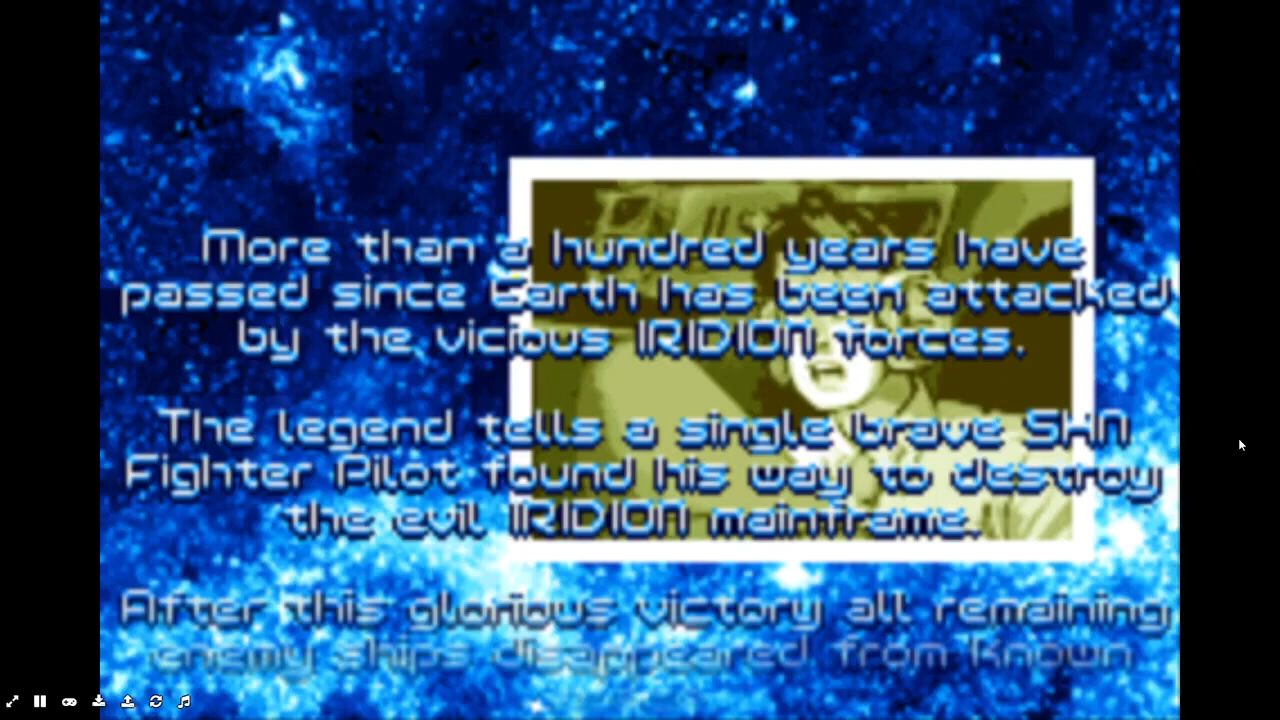 More than a hundred years have
passed since Earth has been attacked
by the vicious IRIDION forces.
The legend tells a single brave SHN
Fighter Pilot found his way to destroy
the evil IRIDION mainframe.
After this glorious victory all remaining
enemy ships disappeared from known